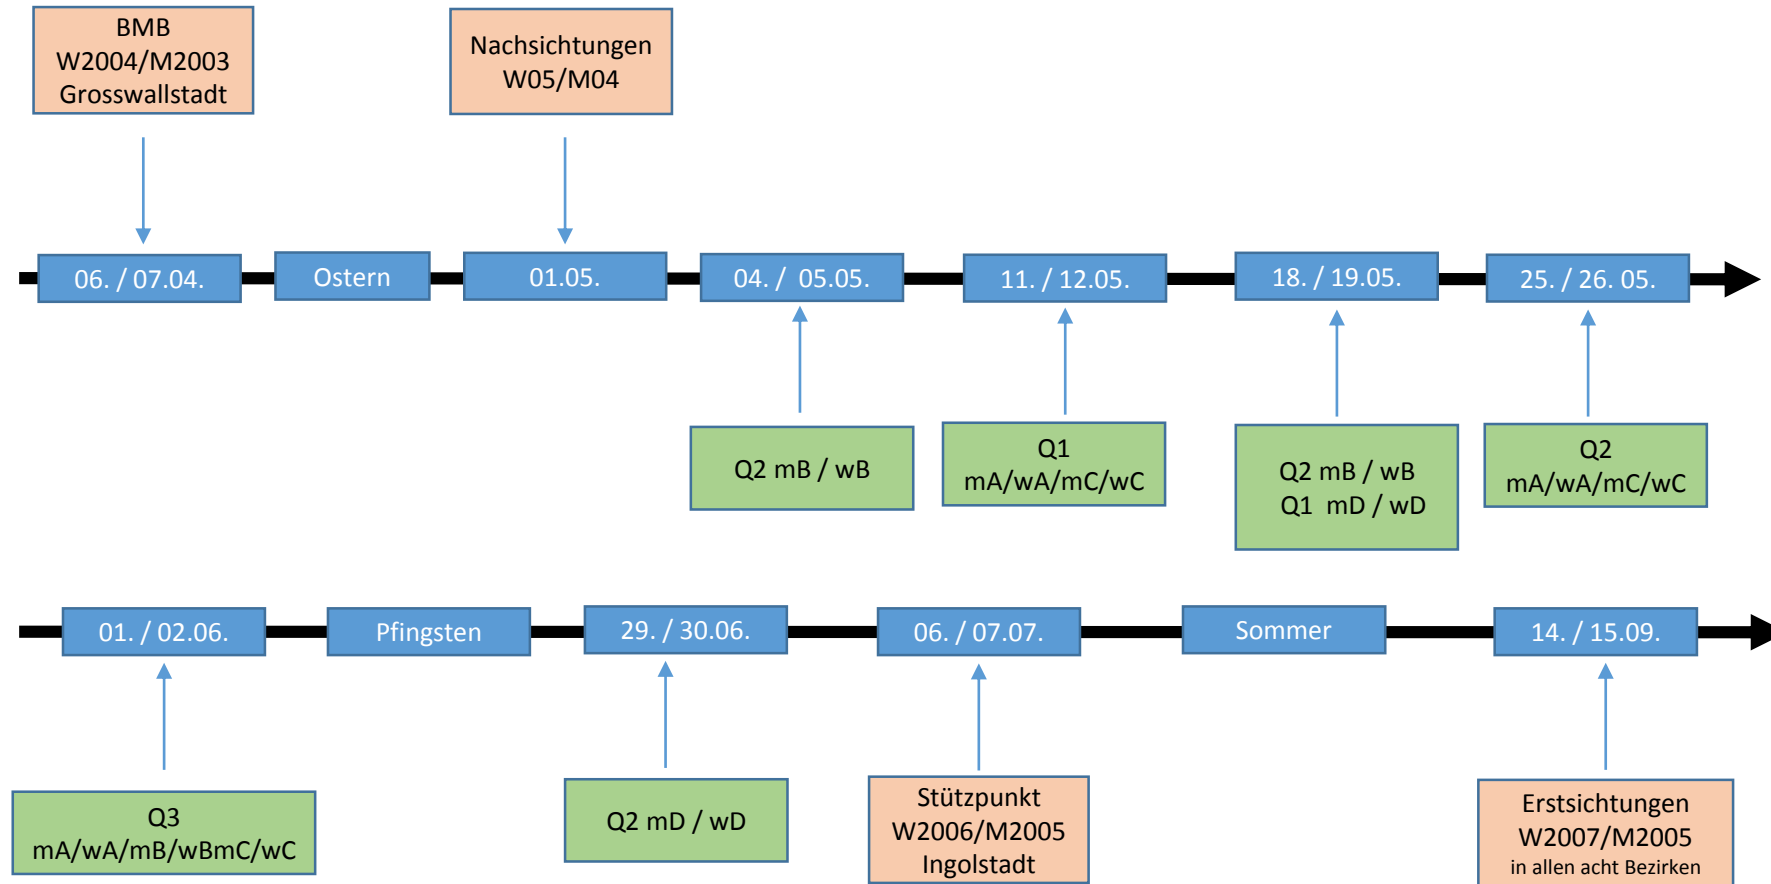 BMB
W2004/M2003
Grosswallstadt
Nachsichtungen
W05/M04
06. / 07.04.
Ostern
01.05.
04. / 05.05.
11. / 12.05.
18. / 19.05.
25. / 26. 05.
Q2 mB / wB
Q1
mA/wA/mC/wC
Q2 mB / wB
Q1 mD / wD
Q2
mA/wA/mC/wC
01. / 02.06.
Pfingsten
29. / 30.06.
06. / 07.07.
Sommer
14. / 15.09.
Q3
mA/wA/mB/wBmC/wC
Q2 mD / wD
Stützpunkt
W2006/M2005
Ingolstadt
Erstsichtungen
W2007/M2005
in allen acht Bezirken